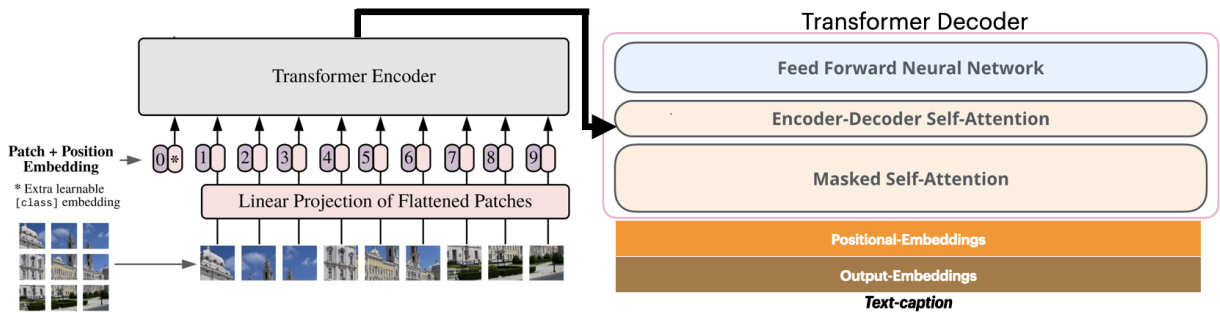 Transformer Encoder
Patch + Position
Embedding
0 * 1 2 3 4 5 6 7 8 9
* Extra learnable
[class] embedding
Linear Projection of Flattened Patches
Transformer Decoder
Feed Forward Neural Network
Encoder-Decoder Self-Attention
Masked Self-Attention
Positional-Embeddings
Output-Embeddings
Text-caption